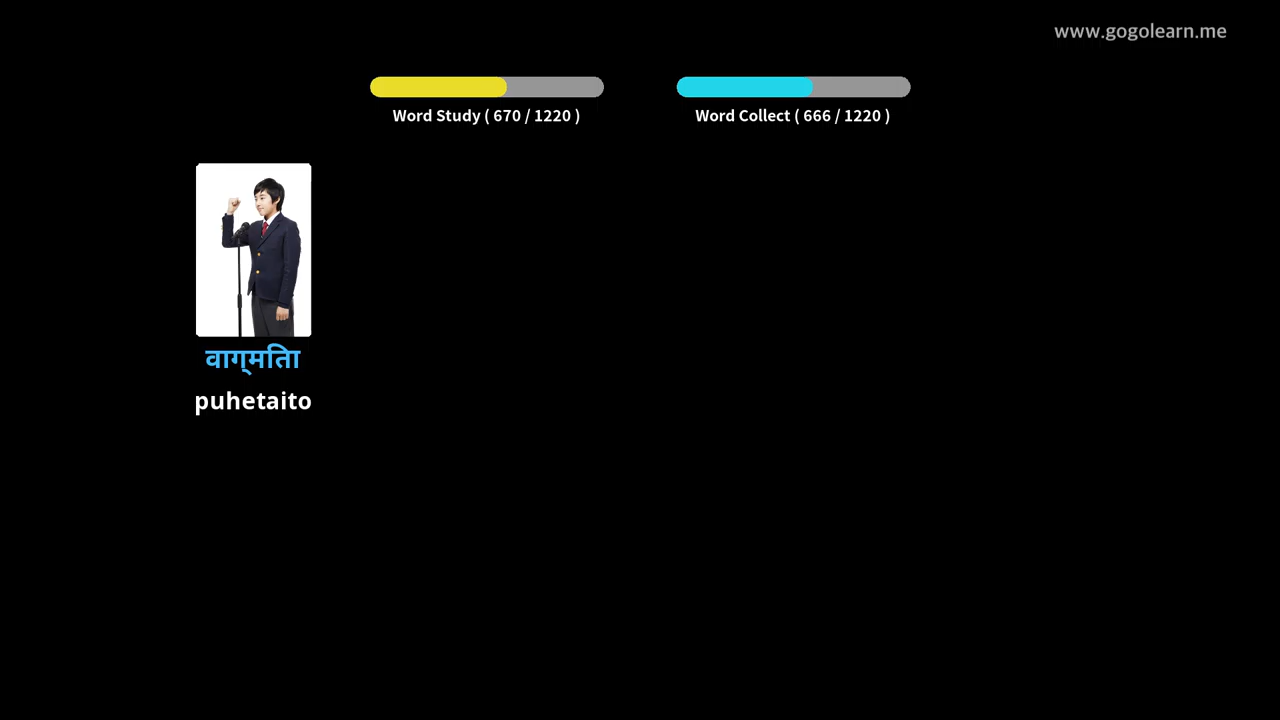 www.gogolearn.me
Word Study ( 670 / 1220 )
Word Collect ( 666 / 1220 )
वाग्मितिा
puhetaito